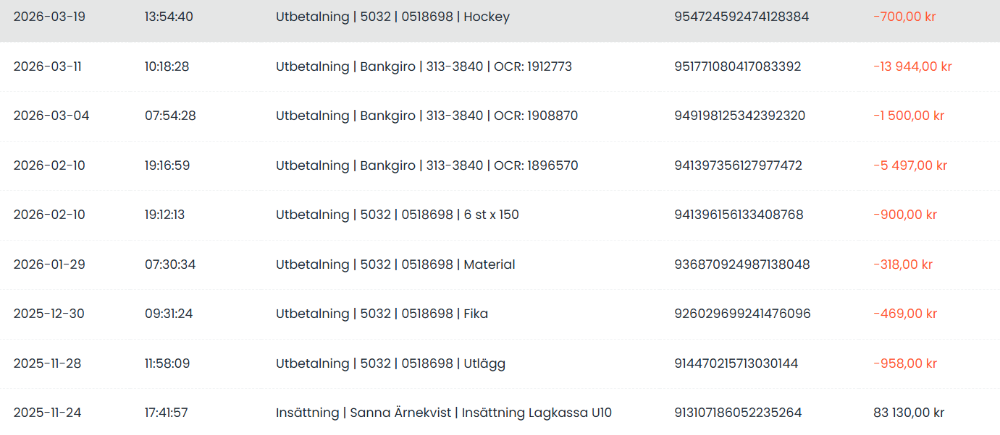 2026-03-19 13:54:40 Utbetalning | 5032 | 0518698 | Hockey 954724592474128384 -700,00 kr
2026-03-11 10:18:28 Utbetalning | Bankgiro | 313-3840 | OCR: 1912773 951771080417083392 -13 944,00 kr
2026-03-04 07:54:28 Utbetalning | Bankgiro | 313-3840 | OCR: 1908870 949198125342392320 -1 500,00 kr
2026-02-10 19:16:59 Utbetalning | Bankgiro | 313-3840 | OCR: 1896570 941397356127977472 -5 497,00 kr
2026-02-10 19:12:13 Utbetalning | 5032 | 0518698 | 6 st x 150 941396156133408768 -900,00 kr
2026-01-29 07:30:34 Utbetalning | 5032 | 0518698 | Material 936870924987138048 -318,00 kr
2025-12-30 09:31:24 Utbetalning | 5032 | 0518698 | Fika 926029699241476096 -469,00 kr
2025-11-28 11:58:09 Utbetalning | 5032 | 0518698 | Utlägg 914470215713030144 -958,00 kr
2025-11-24 17:41:57 Insättning | Sanna Ärnekvist | Insättning Lagkassa U10 913107186052235264 83 130,00 kr